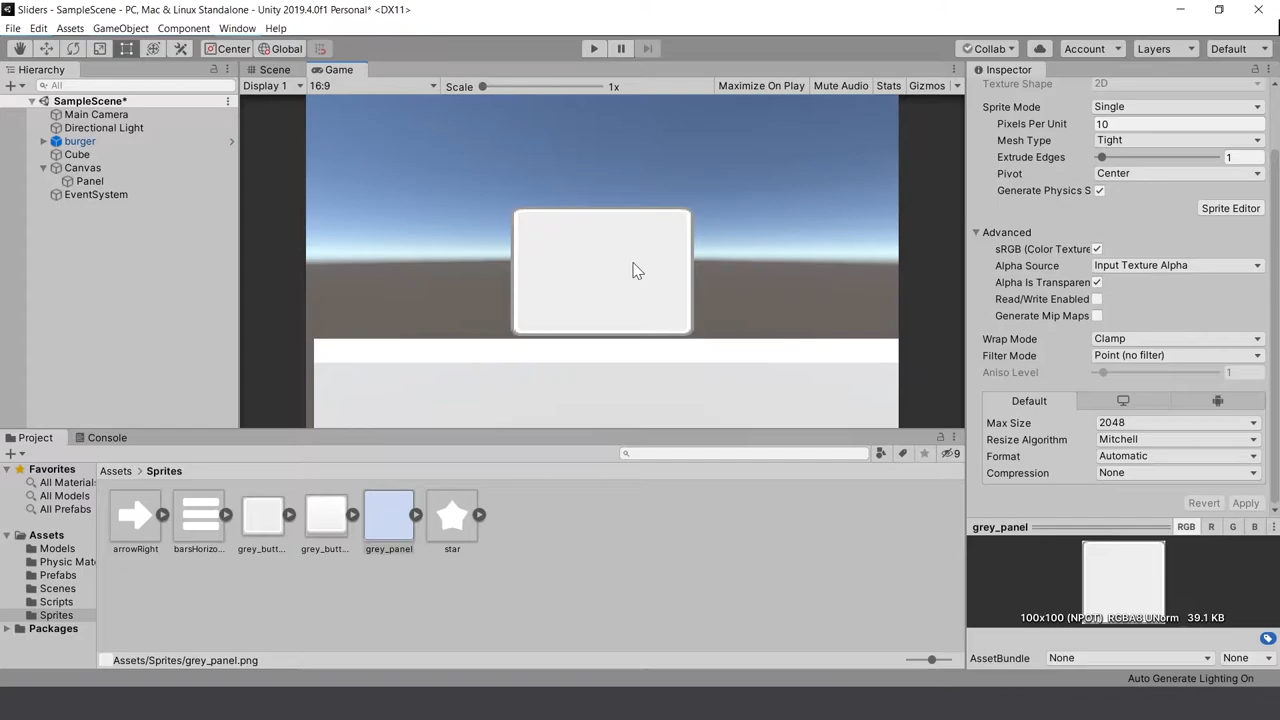 Sliders - SampleScene - PC, Mac & Linux Standalone - Unity 2019.4.0f1 Personal* <DX11>
File Edit Assets GameObject Component Window Help
Center Global Collab Account Layers Default
Hierarchy Scene Game Inspector
All Display 1 16:9 Scale 1x Maximize On Play Mute Audio Stats Gizmos
Texture Shape 2D
SampleScene*
Main Camera
Directional Light
burger
Cube
Canvas
Panel
EventSystem
Sprite Mode Single
Pixels Per Unit 10
Mesh Type Tight
Extrude Edges 1
Pivot Center
Generate Physics S
Sprite Editor
Advanced
sRGB (Color Texture
Alpha Source Input Texture Alpha
Alpha Is Transparen
Read/Write Enabled
Generate Mip Maps
Wrap Mode Clamp
Filter Mode Point (no filter)
Aniso Level 1
Default
Max Size 2048
Resize Algorithm Mitchell
Format Automatic
Compression None
Revert Apply
Project Console
9
Favorites
All Material
All Models
All Prefabs
Assets
Models
Physic Mate
Prefabs
Scenes
Scripts
Sprites
Packages
Assets > Sprites
arrowRight barsHorizo... grey_butt... grey_butt... grey_panel star
Assets/Sprites/grey_panel.png
grey_panel RGB R G B A
100x100 (NPOT) RGBA8 UNorm 39.1 KB
AssetBundle None None
Auto Generate Lighting On